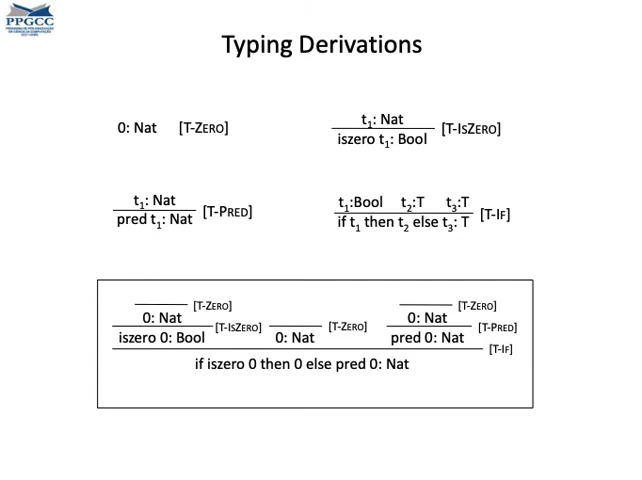 PPGCC
Typing Derivations
0: Nat [T-ZERO]
t1: Nat
iszero t1: Bool
[T-ISZERO]
t1: Nat
pred t1: Nat
[T-PRED]
t1:Bool t2:T t3:T
if t1 then t2 else t3: T
[T-IF]
[T-ZERO] [T-ZERO]
0: Nat 0: Nat
[T-ISZERO] [T-ZERO] [T-PRED]
iszero 0: Bool 0: Nat pred 0: Nat
[T-IF]
if iszero 0 then 0 else pred 0: Nat